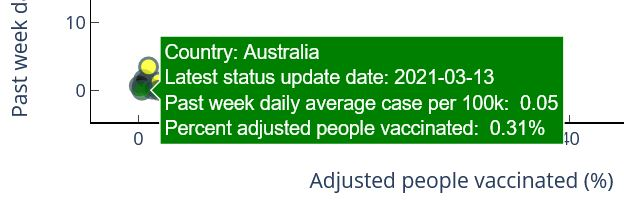 Past week da
10
0
Country: Australia
Latest status update date: 2021-03-13
Past week daily average case per 100k: 0.05
Percent adjusted people vaccinated: 0.31%
0
40
Adjusted people vaccinated (%)